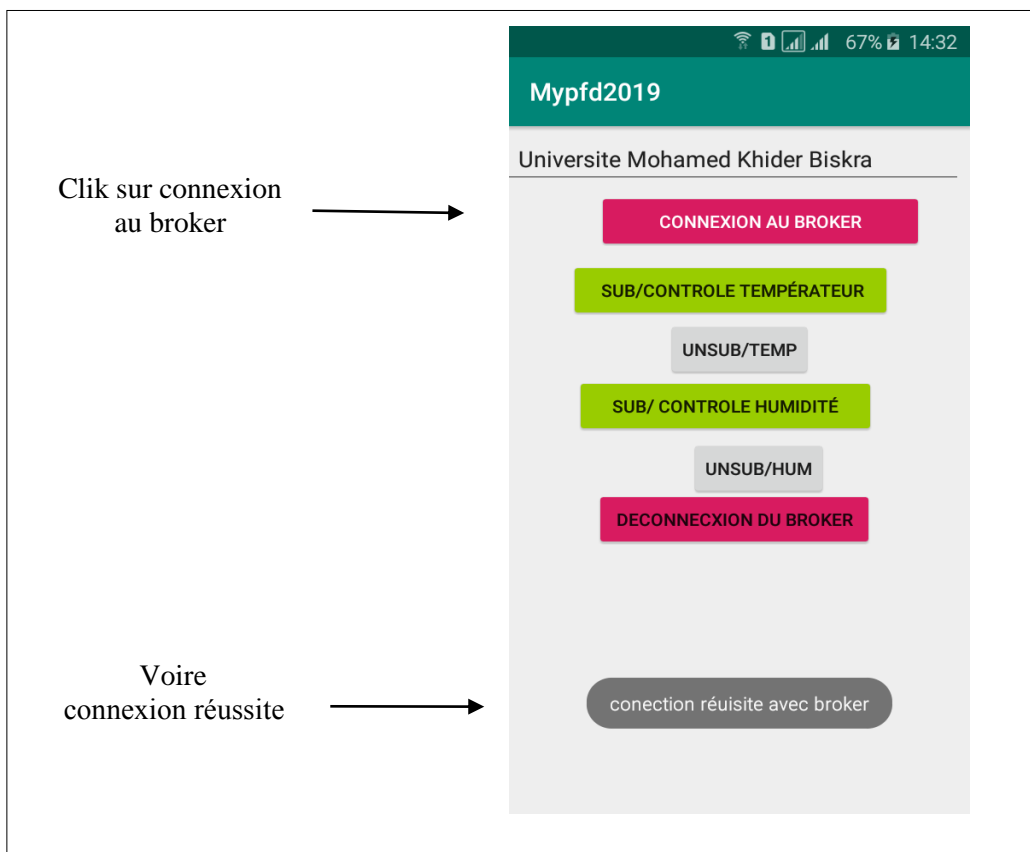 1 67% 14:32
Mypfd2019
Universite Mohamed Khider Biskra
Clik sur connexion
au broker
CONNEXION AU BROKER
SUB/CONTROLE TEMPÉRATEUR
UNSUB/TEMP
SUB/ CONTROLE HUMIDITÉ
UNSUB/HUM
DECONNECXION DU BROKER
Voire
connexion réussite
conection réuisite avec broker